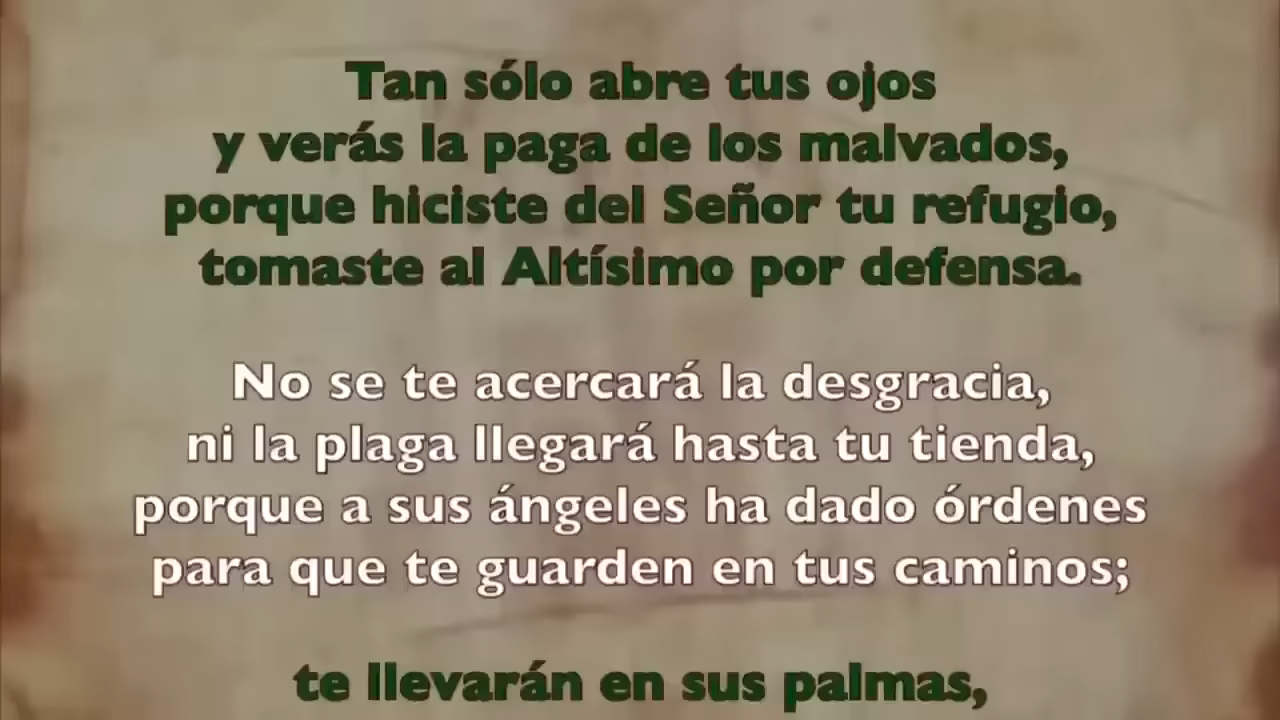 Tan sólo abre tus ojos
y verás la paga de los malvados,
porque hiciste del Señor tu refugio,
tomaste al Altísimo por defensa.
No se te acercará la desgracia,
ni la plaga llegará hasta tu tienda,
porque a sus ángeles ha dado órdenes
para que te guarden en tus caminos;
te llevarán en sus palmas,